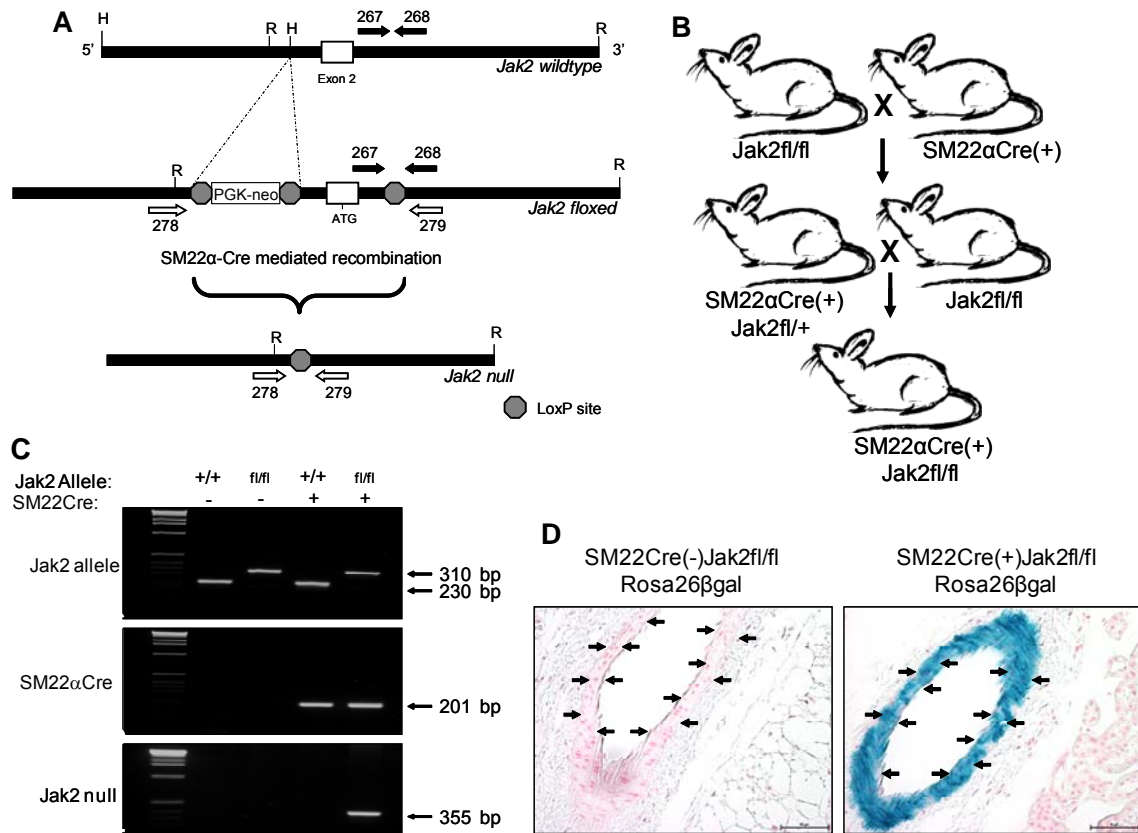 A
H
R
H
267
268
R
5'
3'
Exon 2
Jak2 wildtype
267
268
R
R
PGK-neo
ATG
Jak2 floxed
278
279
SM22α-Cre mediated recombination
R
R
Jak2 null
278
279
LoxP site
B
X
Jak2fl/fl
SM22αCre(+)
X
SM22αCre(+)
Jak2fl/+
Jak2fl/fl
SM22αCre(+)
Jak2fl/fl
C
Jak2 Allele: +/+ fl/fl +/+ fl/fl
SM22Cre: - - + +
Jak2 allele
310 bp
230 bp
SM22αCre
201 bp
Jak2 null
355 bp
D
SM22Cre(-)Jak2fl/fl
Rosa26βgal
SM22Cre(+)Jak2fl/fl
Rosa26βgal